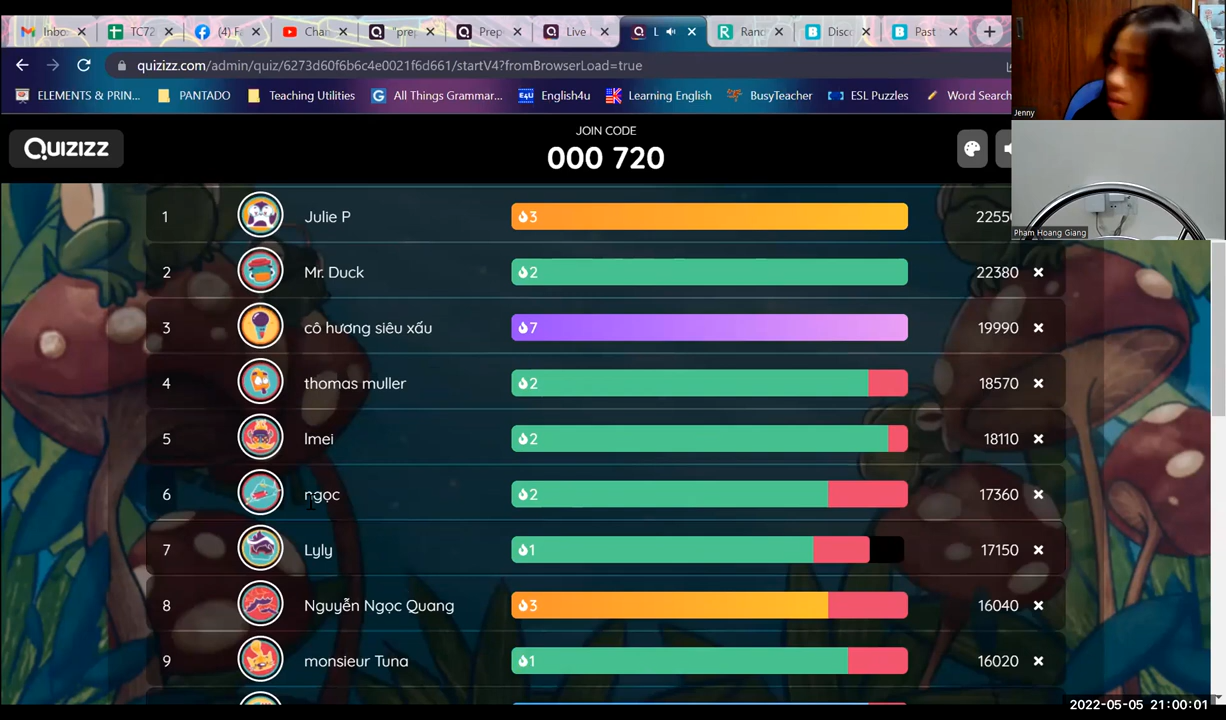 Inbo
TC72
(4) F
Cha
"pre
Prep
Live
L
Ran
Disc
Past
quizizz.com/admin/quiz/6273d60f6b6c4e0021f6d661/startV4?fromBrowserLoad=true
ELEMENTS & PRIN...
PANTADO
Teaching Utilities
All Things Grammar...
English4u
Learning English
BusyTeacher
ESL Puzzles
Word Search
Jenny
QUIZIZZ
JOIN CODE
000 720
Pham Hoang Giang
1 Julie P 3 2255
2 Mr. Duck 2 22380
3 cô hương siêu xấu 7 19990
4 thomas muller 2 18570
5 lmei 2 18110
6 ngọc 2 17360
7 Lyly 1 17150
8 Nguyễn Ngọc Quang 3 16040
9 monsieur Tuna 1 16020
2022-05-05 21:00:01